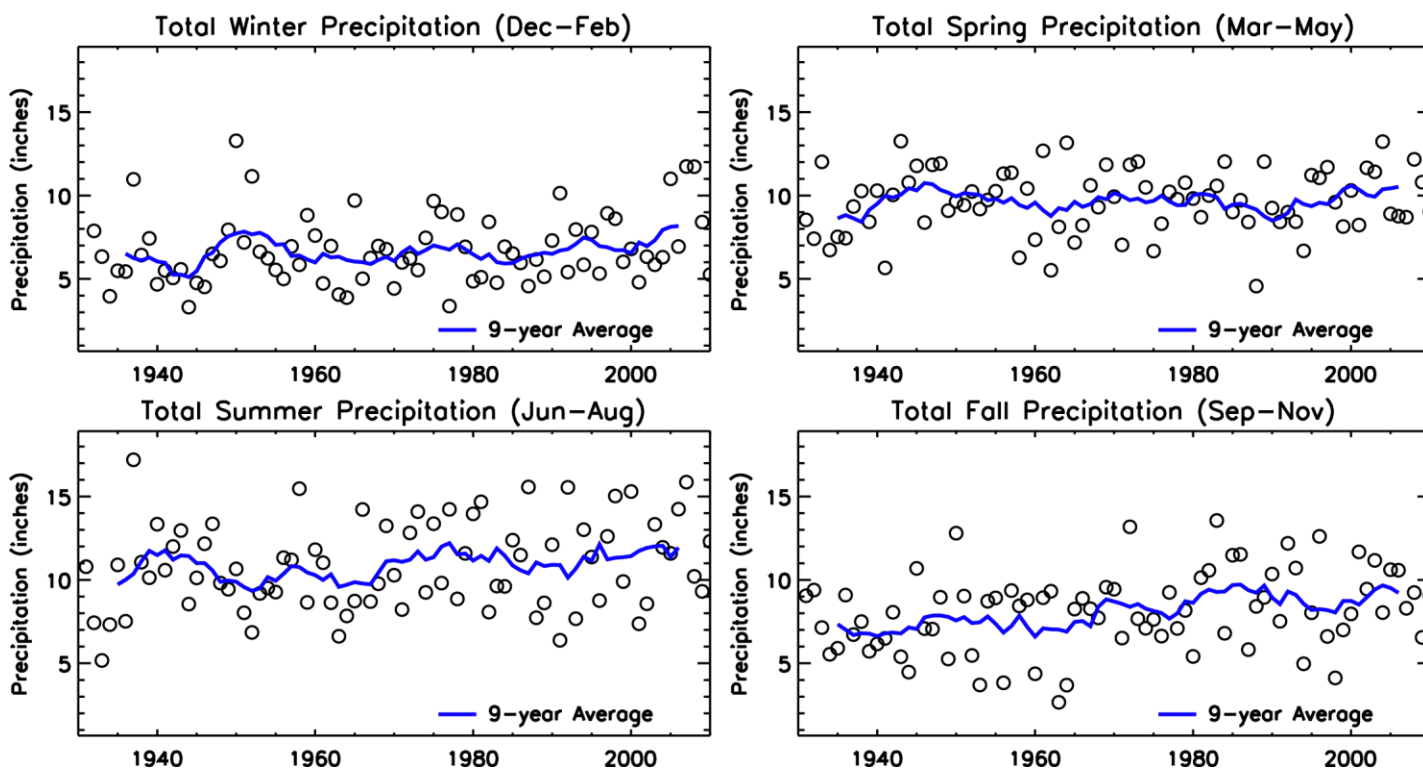 Total Winter Precipitation (Dec-Feb)
Precipitation (inches)
15
10
5
9-year Average
1940 1960 1980 2000
Total Spring Precipitation (Mar-May)
Precipitation (inches)
15
10
5
9-year Average
1940 1960 1980 2000
Total Summer Precipitation (Jun-Aug)
Precipitation (inches)
15
10
5
9-year Average
1940 1960 1980 2000
Total Fall Precipitation (Sep-Nov)
Precipitation (inches)
15
10
5
9-year Average
1940 1960 1980 2000